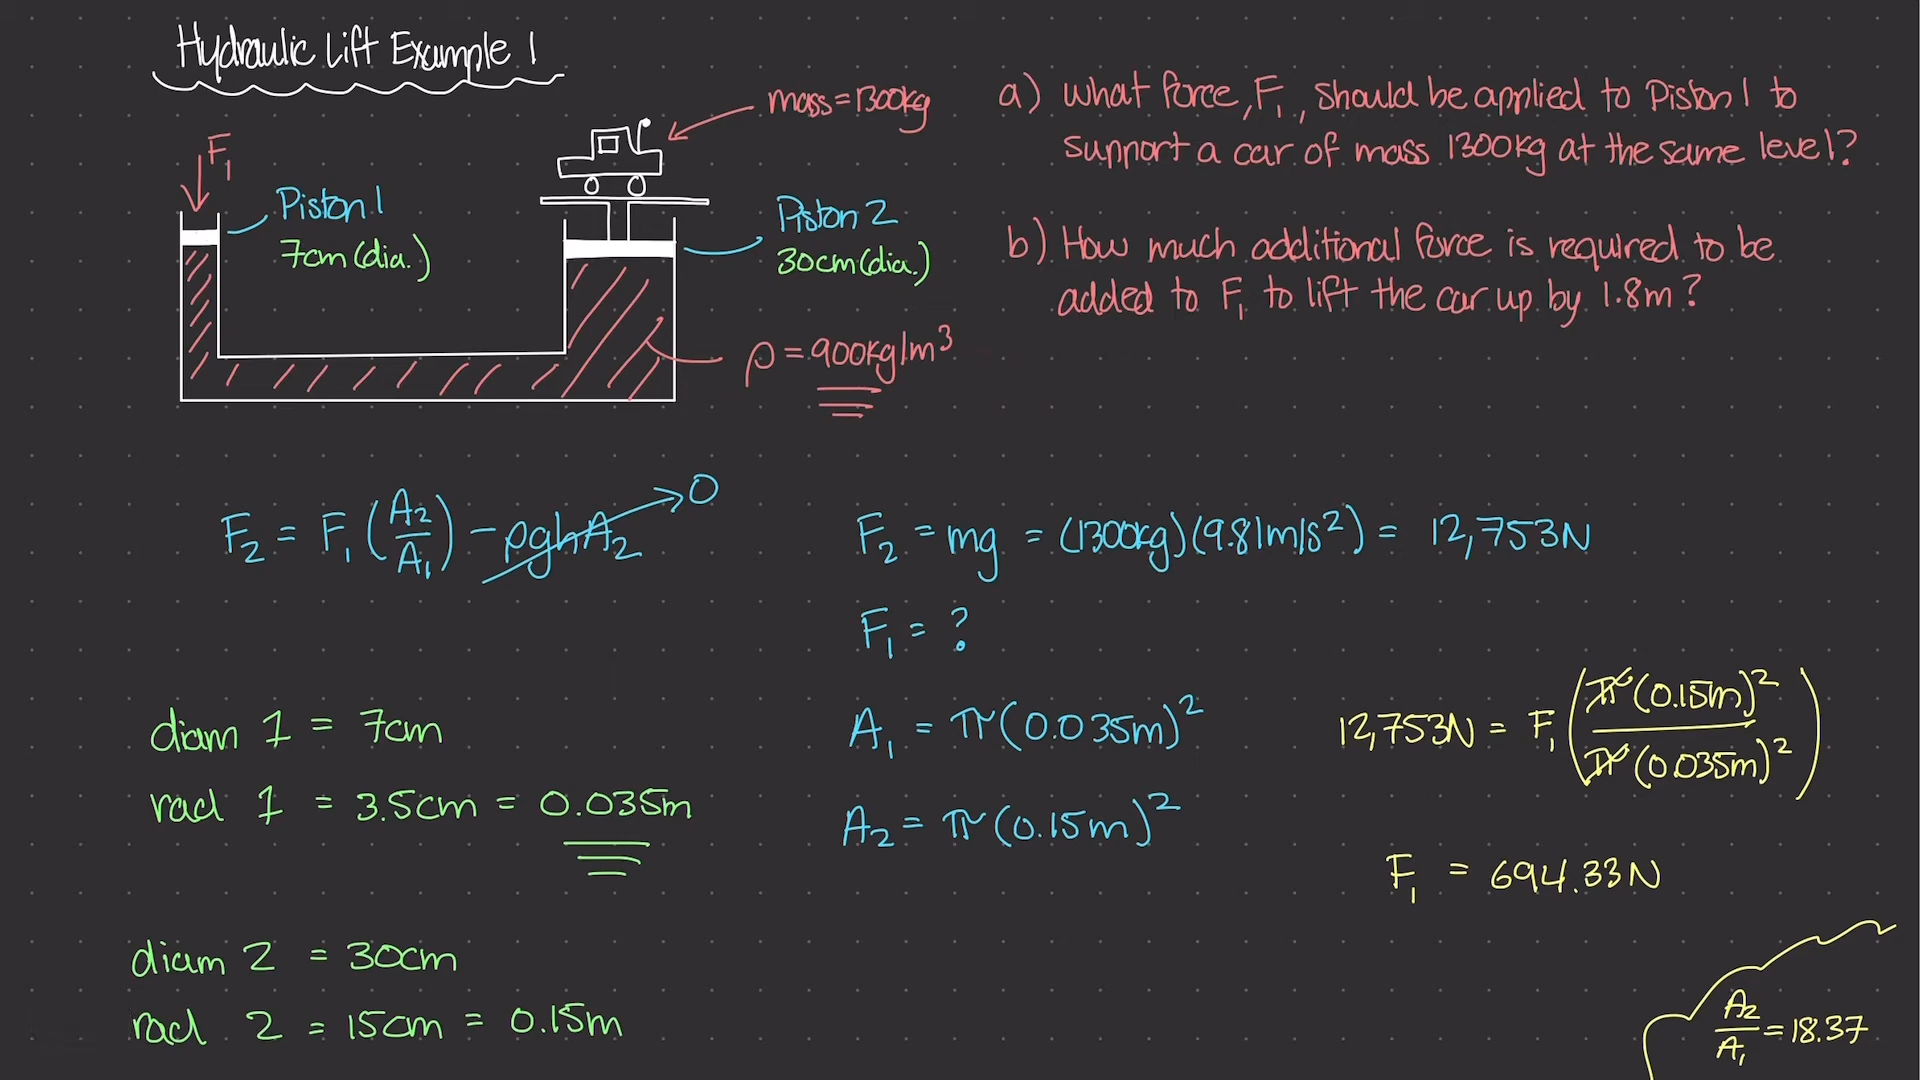 Hydraulic Lift Example 1
mass = 1300kg
F₁
Piston 1
7cm (dia.)
Piston 2
30cm (dia.)
ρ = 900kg/m³
a) What force, F₁, should be applied to Piston 1 to
support a car of mass 1300kg at the same level?
b) How much additional force is required to be
added to F₁ to lift the car up by 1.8m?
F₂ = F₁ (A₂/A₁) - ρghA₂ → 0
F₂ = mg = (1300kg)(9.81m/s²) = 12,753N
F₁ = ?
diam 1 = 7cm
rad 1 = 3.5cm = 0.035m
diam 2 = 30cm
rad 2 = 15cm = 0.15m
A₁ = π(0.035m)²
A₂ = π(0.15m)²
12,753N = F₁ (π(0.15m)²/π(0.035m)²)
F₁ = 694.33N
A₂/A₁ = 18.37